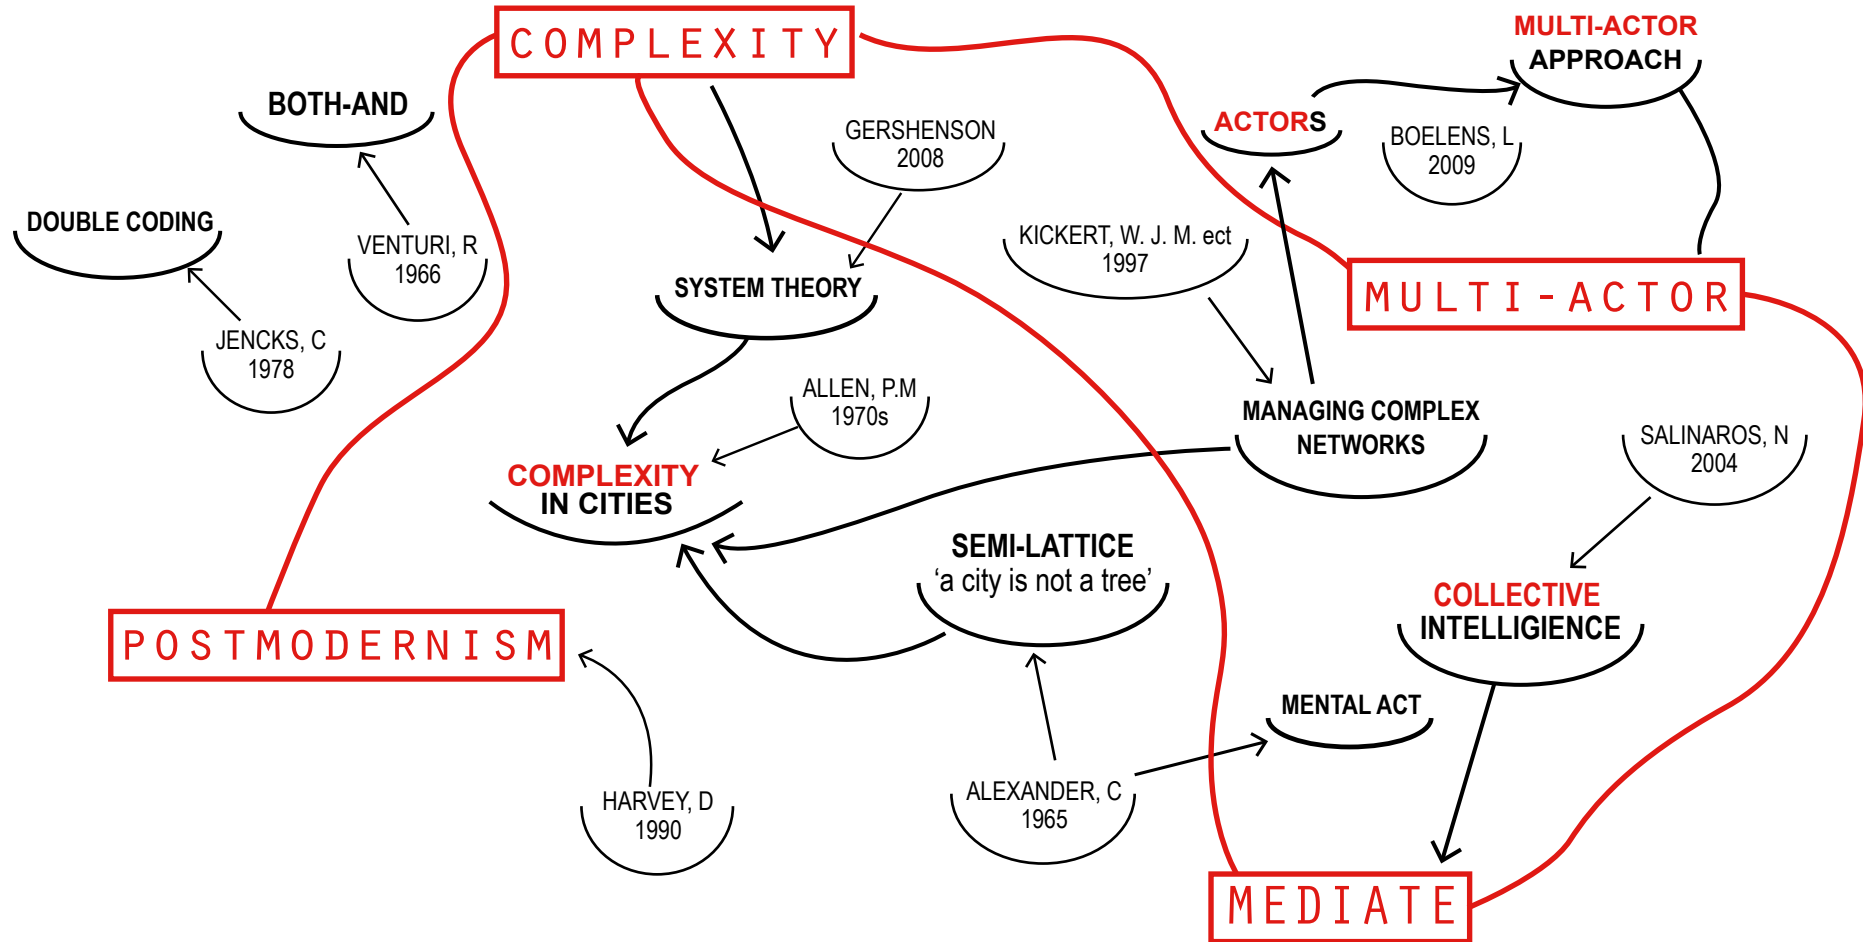 COMPLEXITY
MULTI-ACTOR
APPROACH
BOTH-AND
ACTORS
GERSHENSON
2008
BOELENS, L
2009
DOUBLE CODING
VENTURI, R
1966
KICKERT, W. J. M. ect
1997
SYSTEM THEORY
MULTI-ACTOR
JENCKS, C
1978
ALLEN, P.M
1970s
MANAGING COMPLEX
NETWORKS
SALINAROS, N
2004
COMPLEXITY
IN CITIES
SEMI-LATTICE
‘a city is not a tree’
COLLECTIVE
INTELLIGIENCE
POSTMODERNISM
MENTAL ACT
HARVEY, D
1990
ALEXANDER, C
1965
MEDIATE